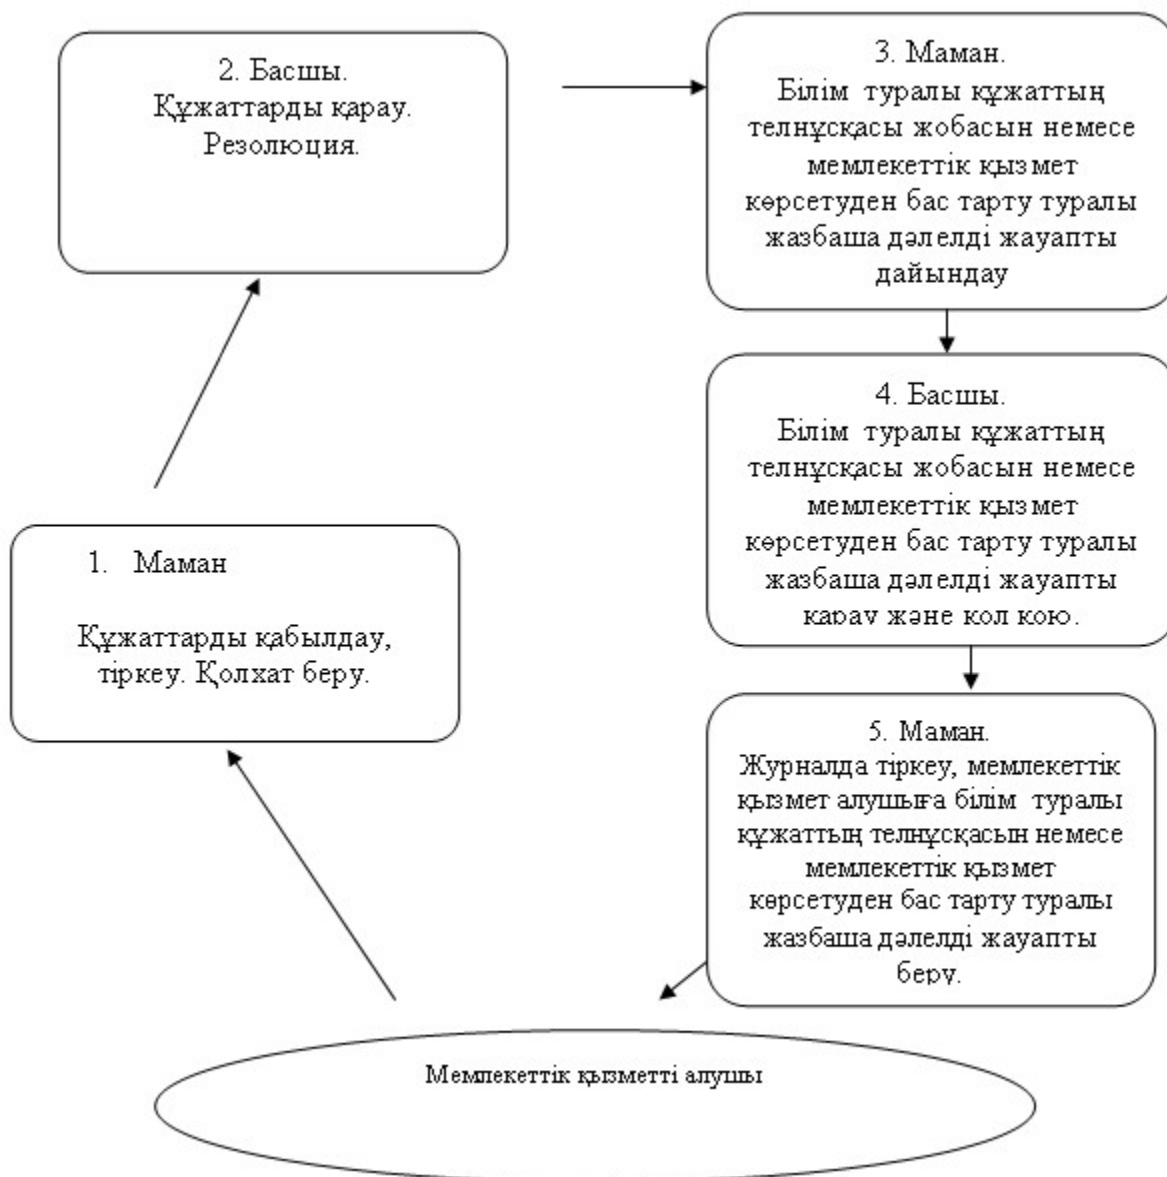 2. Басшы.
Құжаттарды қарау.
Резолюция.
3. Маман.
Білім туралы құжаттың
телнұсқасы жобасын немесе
мемлекеттік қызмет
көрсетуден бас тарту туралы
жазбаша дәлелді жауапты
дайындау
4. Басшы.
Білім туралы құжаттың
телнұсқасы жобасын немесе
мемлекеттік қызмет
көрсетуден бас тарту туралы
жазбаша дәлелді жауапты
қарау және қол қою.
1. Маман
Құжаттарды қабылдау,
тіркеу. Қолхат беру.
5. Маман.
Журналда тіркеу, мемлекеттік
қызмет алушыға білім туралы
құжаттың телнұсқасын немесе
мемлекеттік қызмет
көрсетуден бас тарту туралы
жазбаша дәлелді жауапты
беру.
Мемлекеттік қызметті алушы